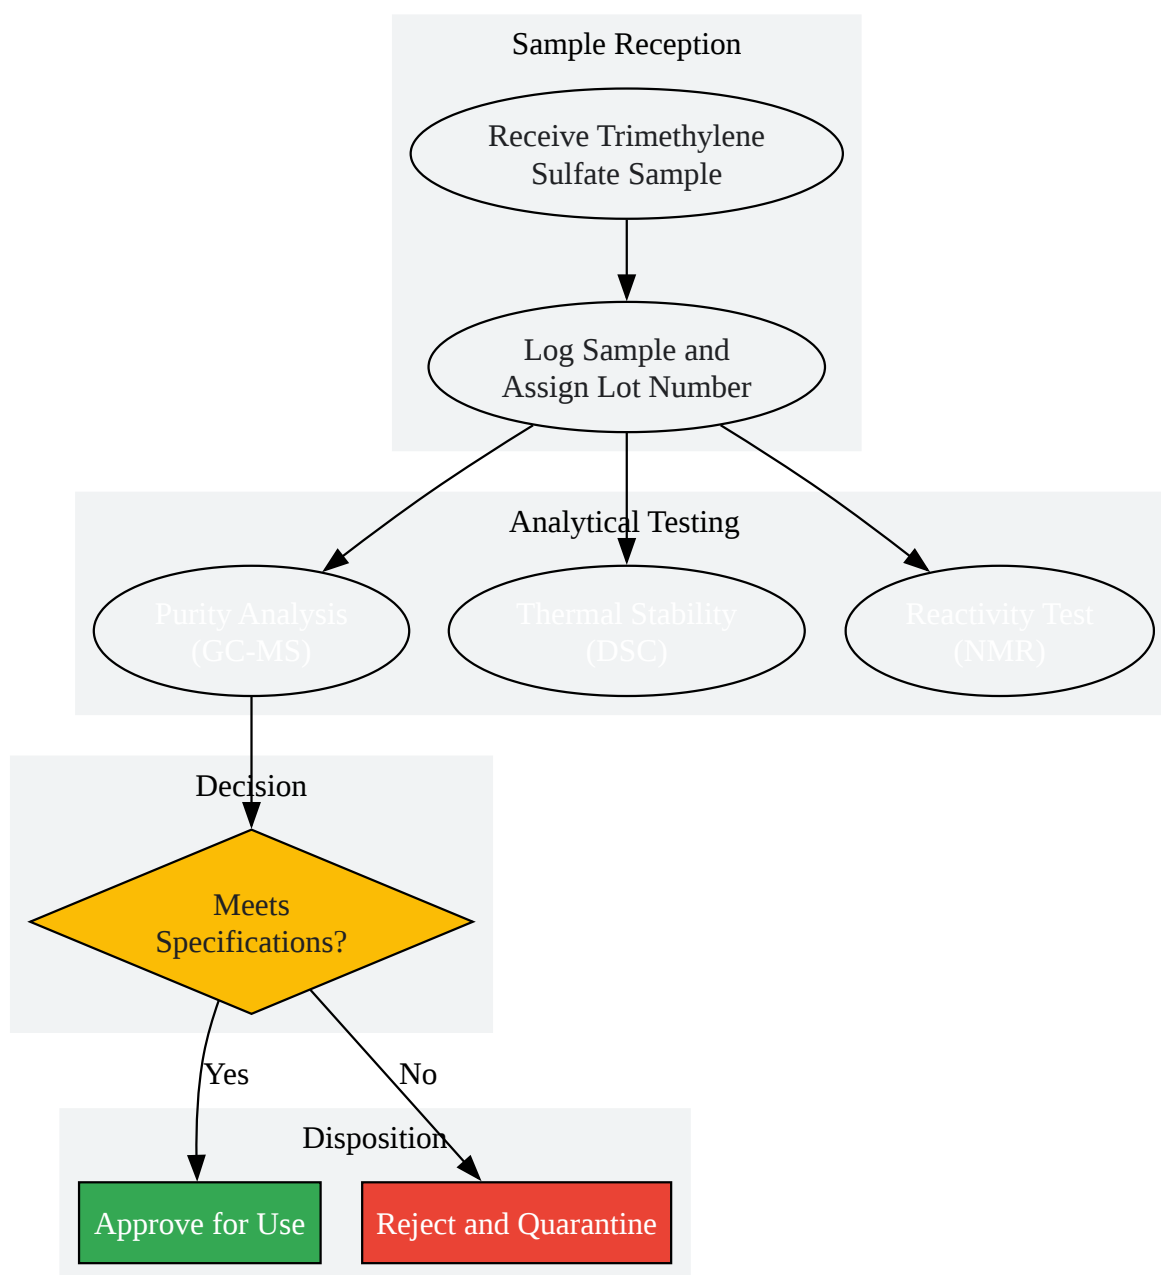 Sample Reception
Receive Trimethylene
Sulfate Sample
Log Sample and
Assign Lot Number
Analytical Testing
Purity Analysis
(GC-MS)
Thermal Stability
(DSC)
Reactivity Test
(NMR)
Decision
Meets
Specifications?
Yes
No
Disposition
Approve for Use
Reject and Quarantine